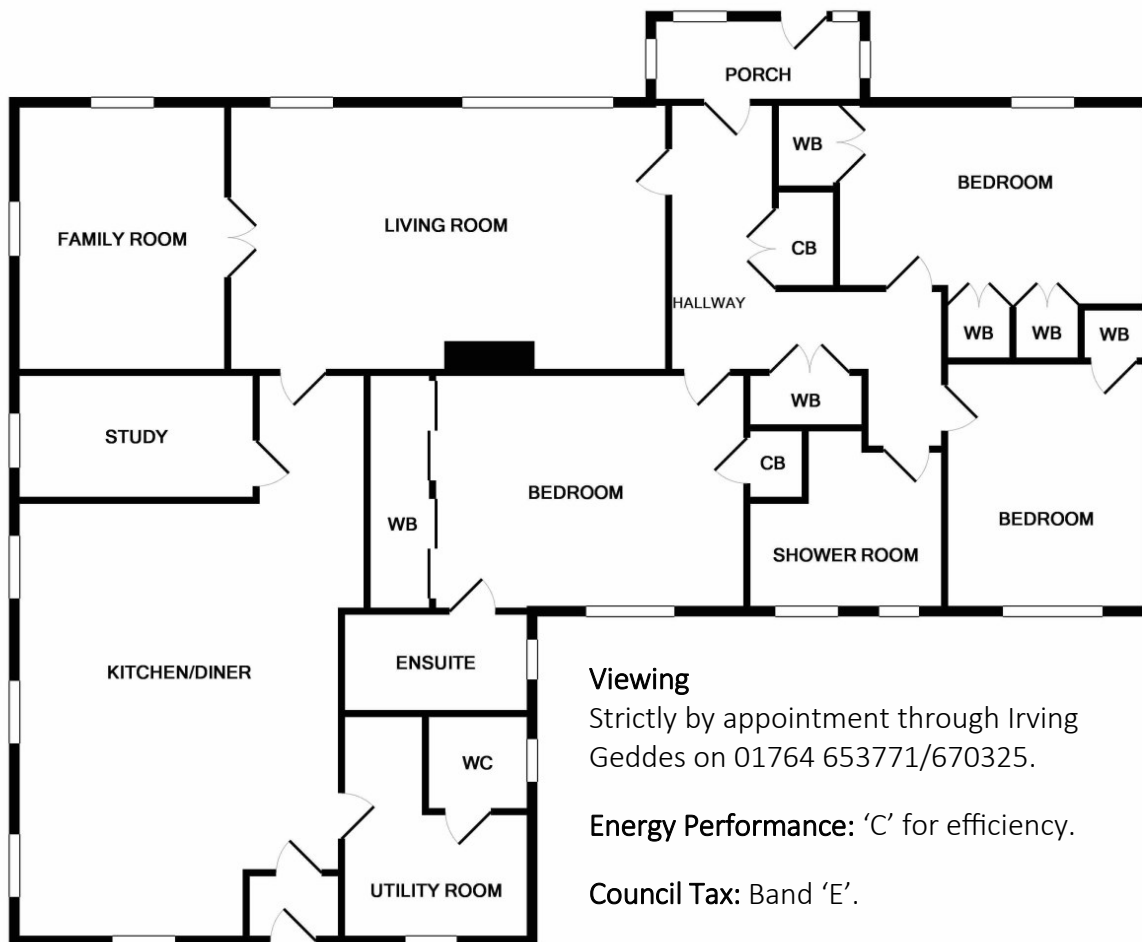 PORCH
WB
BEDROOM
FAMILY ROOM
LIVING ROOM
CB
HALLWAY
WB
WB
WB
WB
STUDY
CB
BEDROOM
WB
BEDROOM
SHOWER ROOM
KITCHEN/DINER
ENSUITE
WC
UTILITY ROOM
Viewing
Strictly by appointment through Irving
Geddes on 01764 653771/670325.
Energy Performance: ‘C’ for efficiency.
Council Tax: Band ‘E’.